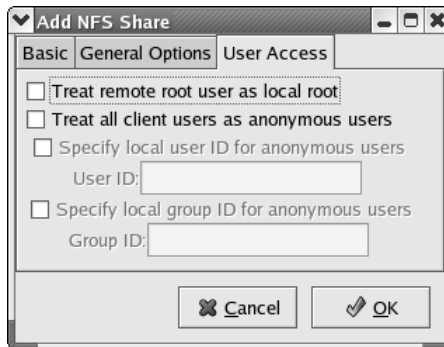 Add NFS Share
Basic General Options User Access
Treat remote root user as local root
Treat all client users as anonymous users
Specify local user ID for anonymous users
User ID:
Specify local group ID for anonymous users
Group ID:
Cancel OK